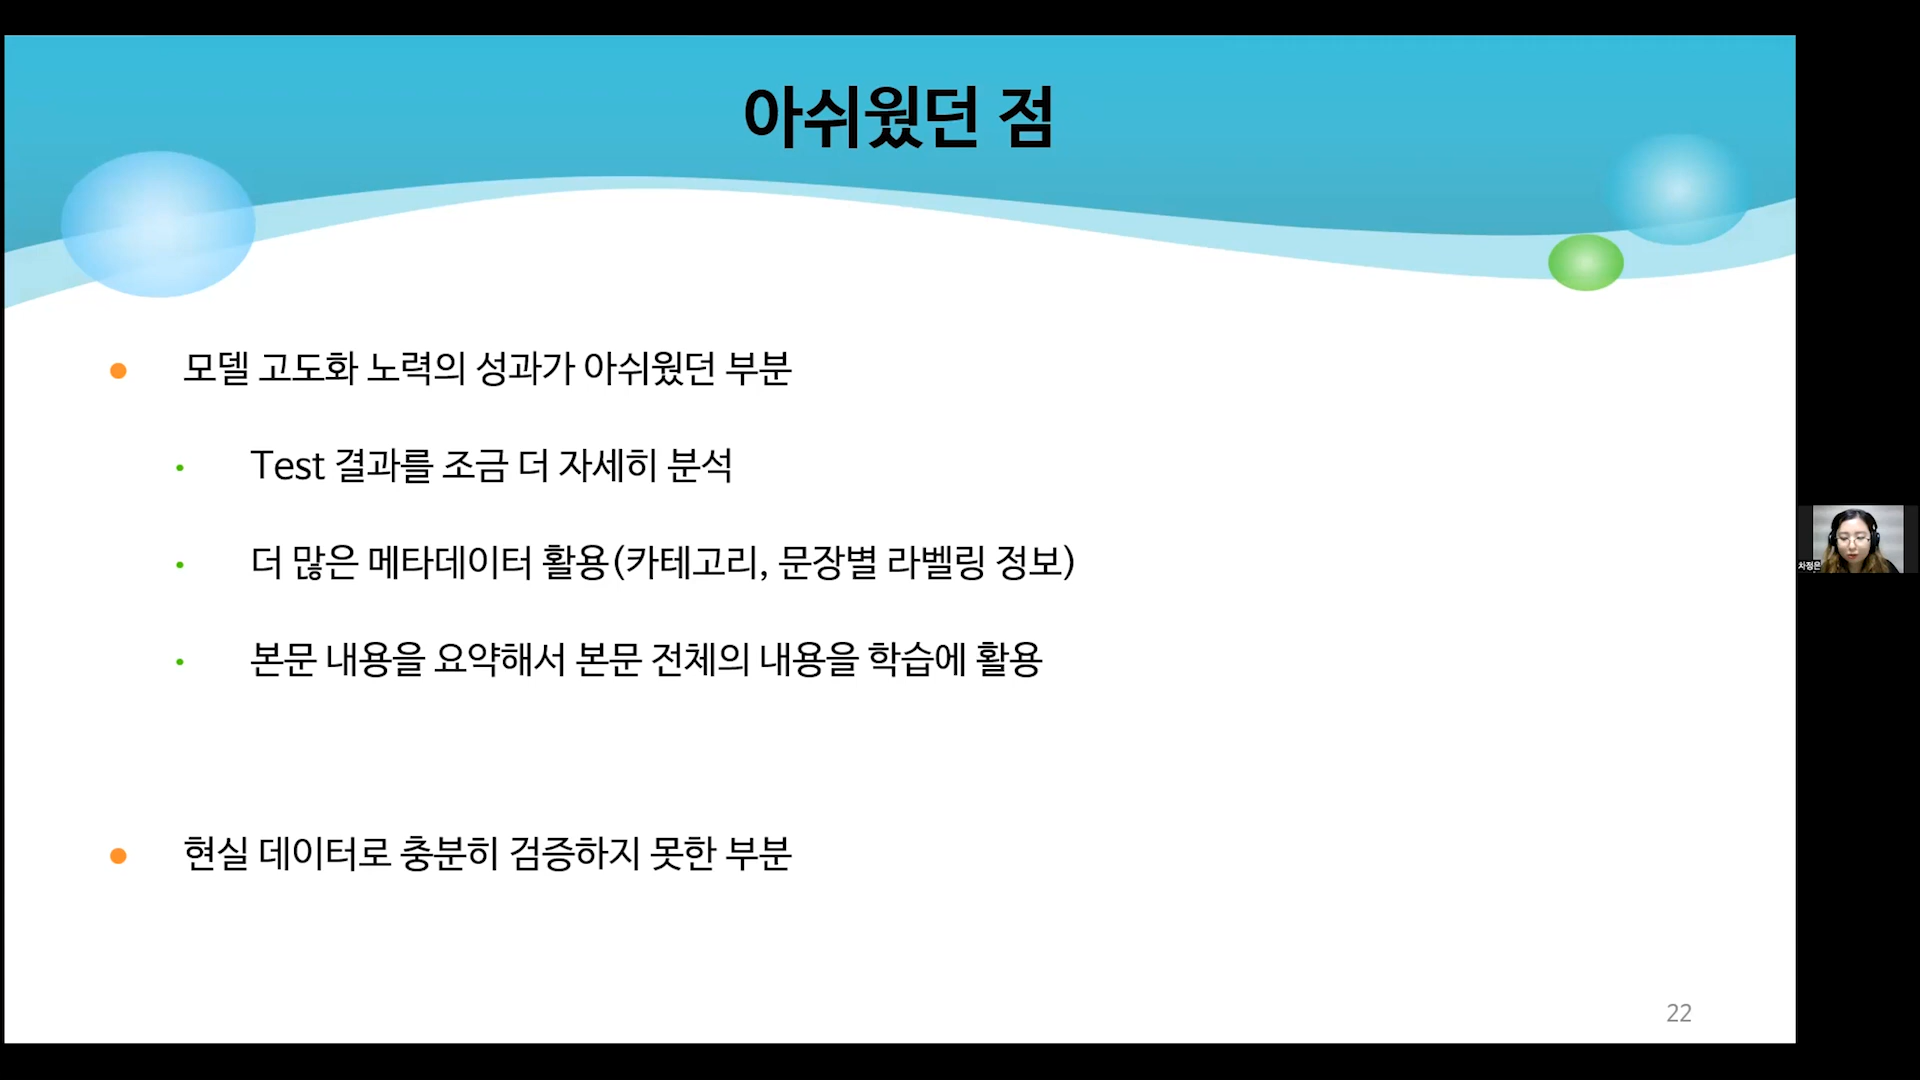 아쉬웠던 점
모델 고도화 노력의 성과가 아쉬웠던 부분
Test 결과를 조금 더 자세히 분석
더 많은 메타데이터 활용(카테고리, 문장별 라벨링 정보)
차정은
본문 내용을 요약해서 본문 전체의 내용을 학습에 활용
현실 데이터로 충분히 검증하지 못한 부분
22